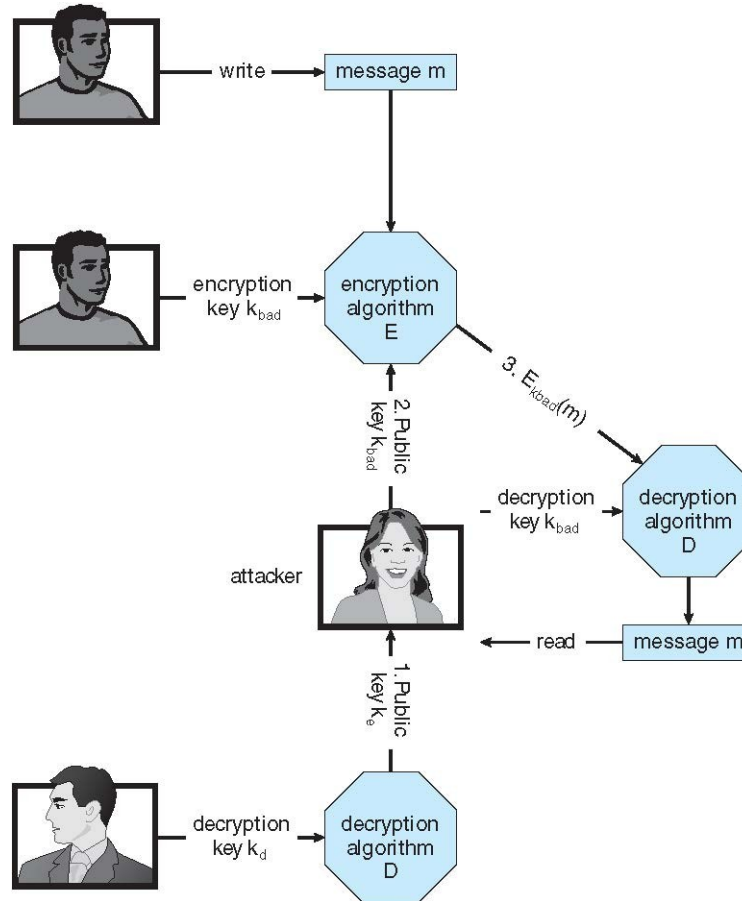 write
message m
encryption
key k_bad
encryption
algorithm
E
3. E_kbad(m)
2. Public
key k_bad
decryption
key k_bad
decryption
algorithm
D
attacker
read
message m
1. Public
key k_e
decryption
key k_d
decryption
algorithm
D